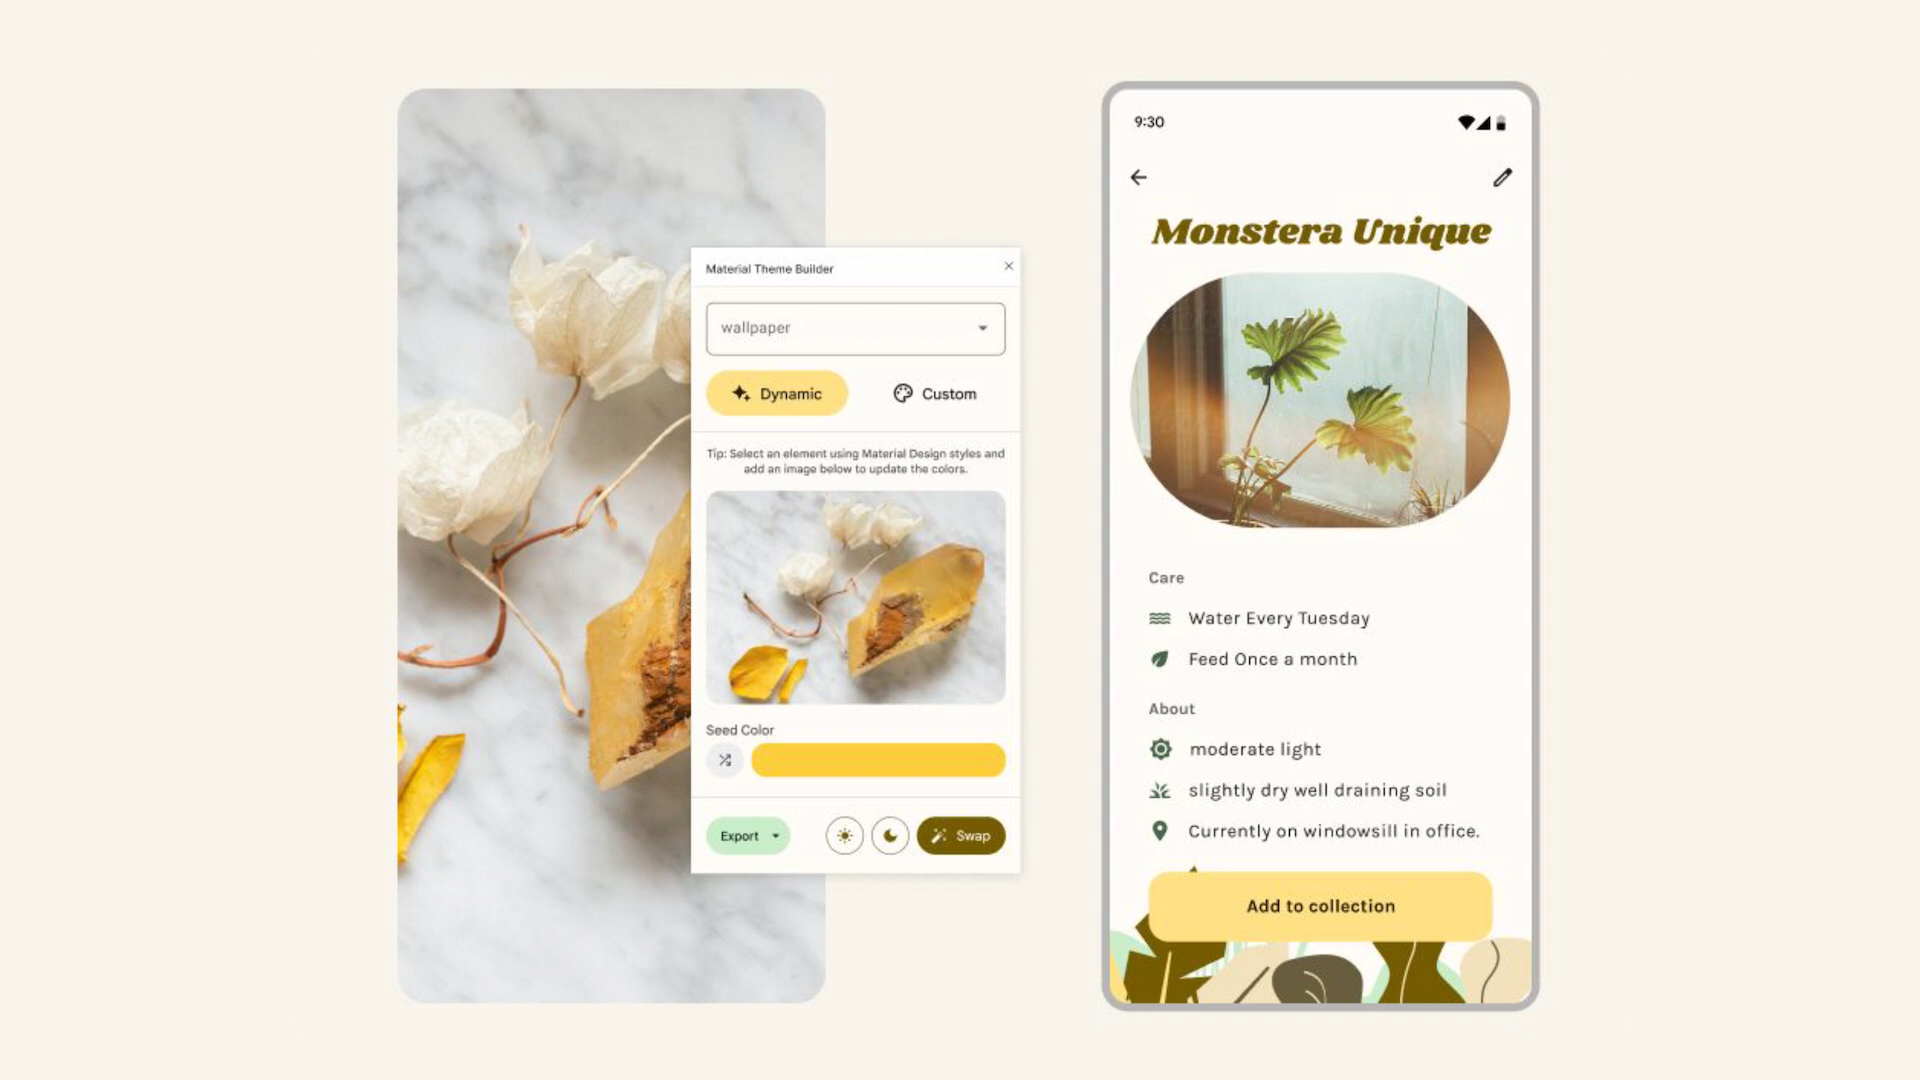 Material Theme Builder
wallpaper
Dynamic
Custom
Tip: Select an element using Material Design styles and
add an image below to update the colors.
Seed Color
Export
Swap
9:30
Monstera Unique
Care
Water Every Tuesday
Feed Once a month
About
moderate light
slightly dry well draining soil
Currently on windowsill in office.
Add to collection